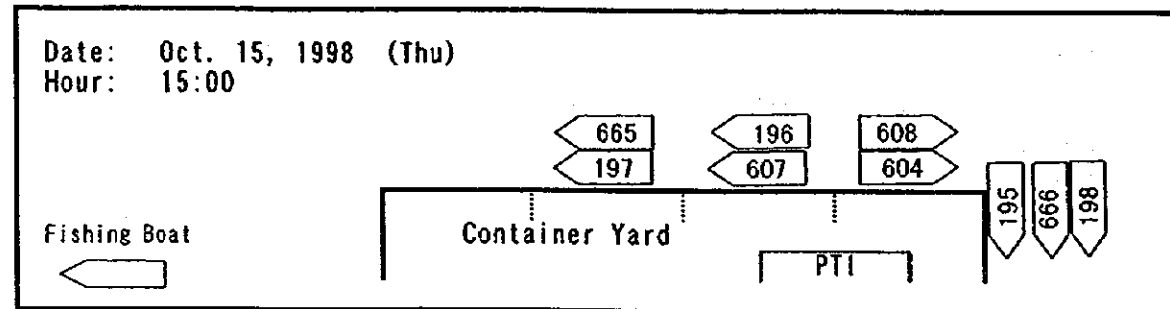 Date: Oct. 15, 1998 (Thu)
Hour: 15:00
665 196 608
197 607 604
195 666 198
Fishing Boat
Container Yard
PTI